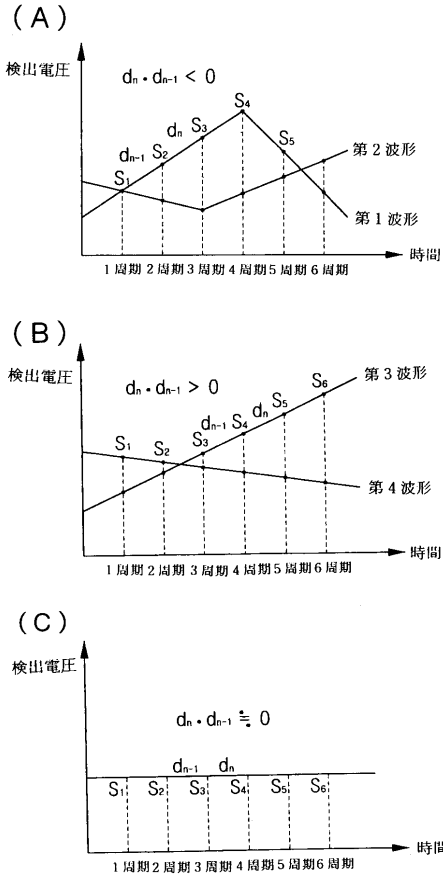 (A)
検出電圧
dn・dn-1 < 0
S4
dn S3
S5
dn-1 S2
S1
第2波形
第1波形
時間
1周期 2周期 3周期 4周期 5周期 6周期
(B)
検出電圧
dn・dn-1 > 0
第3波形
S6
dn S5
dn-1 S4
S1 S2 S3
第4波形
時間
1周期 2周期 3周期 4周期 5周期 6周期
(C)
検出電圧
dn・dn-1 ≒ 0
dn-1 dn
S1 S2 S3 S4 S5 S6
時間
1周期 2周期 3周期 4周期 5周期 6周期